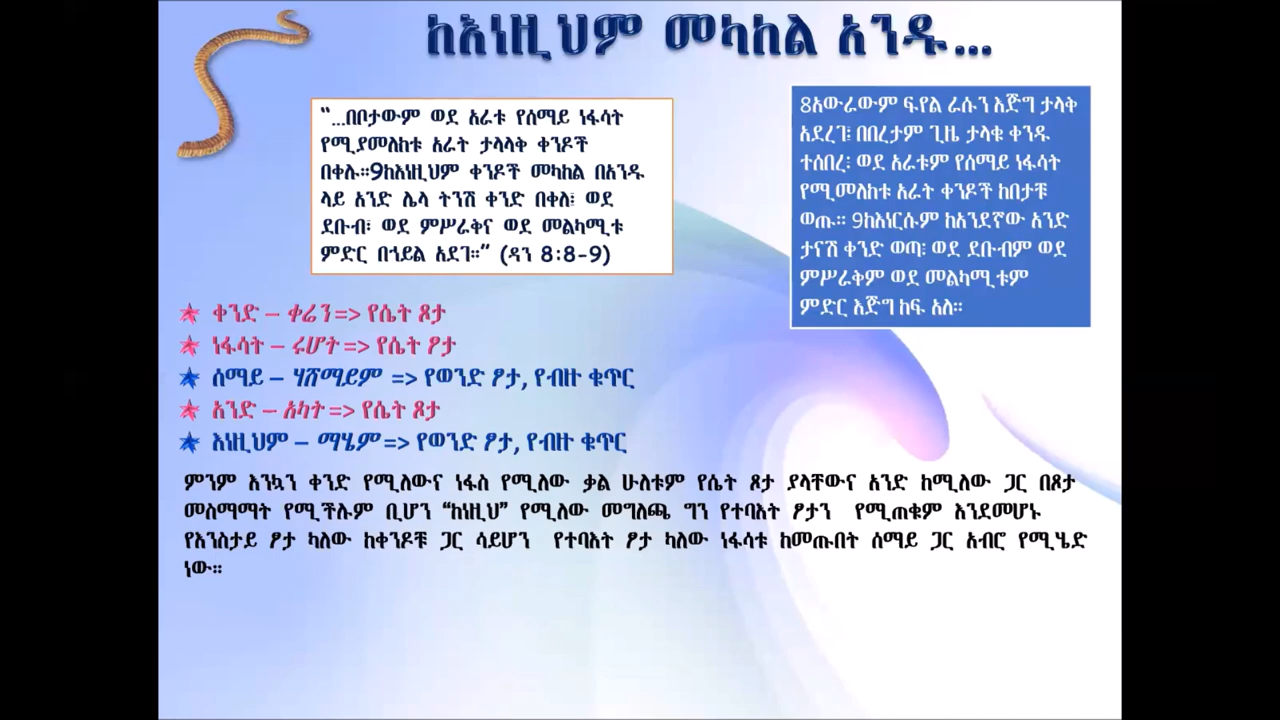 ከእነዚህም መካከል አንዱ...
“...በቦታውም ወደ አራቱ የሰማይ ነፋሳት
የሚያመለከቱ አራት ታላላቅ ቀንዶች
በቀሉ።9ከእነዚህም ቀንዶች መካከል በአንዱ
ላይ አንድ ሌላ ትንሽ ቀንድ በቀለ፤ ወደ
ደቡብ፣ ወደ ምሥራቅና ወደ መልካሚቱ
ምድር በኀይል አደገ።” (ዳን 8:8-9)
8አውራውም ፍየል ራሱን እጅግ ታላቅ
አደረገ፤ በበረታም ጊዜ ታላቁ ቀንዱ
ተሰበረ፤ ወደ አራቱም የሰማይ ነፋሳት
የሚመለከቱ አራት ቀንዶች ከበታቹ
ወጡ። 9ከእነርሱም ከአንደኛው አንድ
ታናሽ ቀንድ ወጣ፤ ወደ ደቡብም ወደ
ምሥራቅም ወደ መልካሚቱም
ምድር እጅግ ከፍ አለ።
ቀንድ – ቀሬን => የሴት ጾታ
ነፋሳት – ሩሆት => የሴት ፆታ
ሰማይ – ሃሸማይም => የወንድ ፆታ, የብዙ ቁጥር
አንድ – አካት => የሴት ጾታ
እነዚህም – ማሄም => የወንድ ፆታ, የብዙ ቁጥር
ምንም እንኳን ቀንድ የሚለውና ነፋስ የሚለው ቃል ሁለቱም የሴት ጾታ ያላቸውና አንድ ከሚለው ጋር በጾታ
መስማማት የሚችሉም ቢሆን “ከነዚህ” የሚለው መግለጫ ግን የተባእት ፆታን የሚጠቁም እንደመሆኑ
የእንስታይ ፆታ ካለው ከቀንዶቹ ጋር ሳይሆን የተባእት ፆታ ካለው ነፋሳቱ ከመጡበት ሰማይ ጋር አብሮ የሚሄድ
ነው።